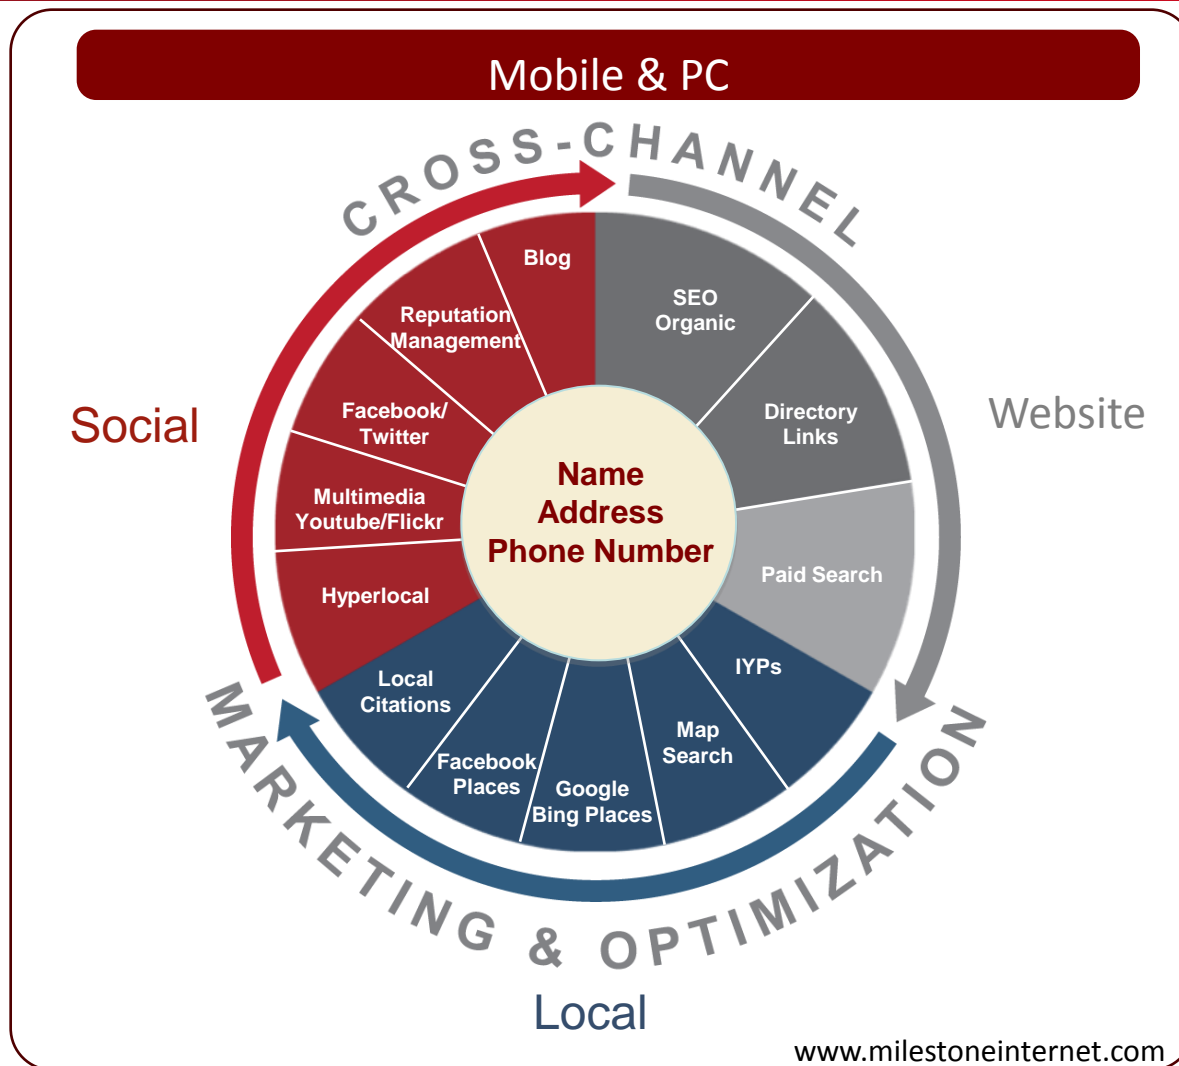 Mobile & PC
CROSS-CHANNEL
Blog
SEO
Organic
Reputation
Management
Directory
Links
Facebook/
Twitter
Social
Website
Name
Address
Phone Number
Multimedia
Youtube/Flickr
Paid Search
Hyperlocal
IYPs
Local
Citations
Map
Search
Facebook
Places
Google
Bing Places
MARKETING & OPTIMIZATION
Local
www.milestoneinternet.com